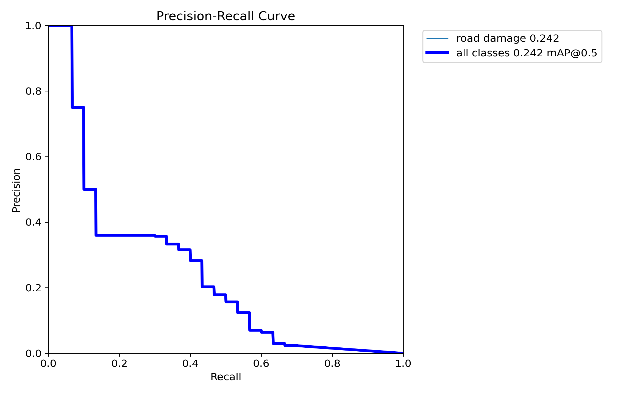 Precision-Recall Curve
road damage 0.242
all classes 0.242 mAP@0.5
1.0
0.8
0.6
0.4
0.2
0.0
Precision
0.0 0.2 0.4 0.6 0.8 1.0
Recall